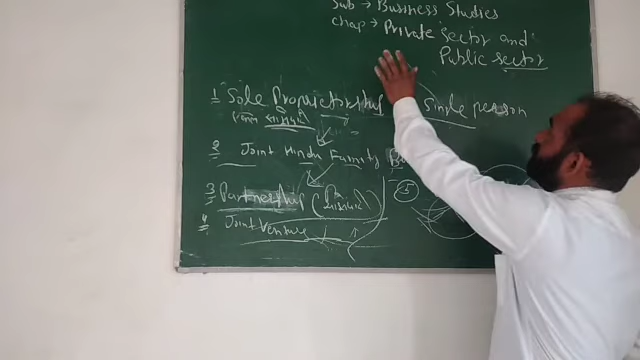 Sub → Business Studies
Chap → Private sector and
Public sector
1 Sole Proprietorship Single person
2 Joint Hindu Family
3 Partnership
4 Joint Venture